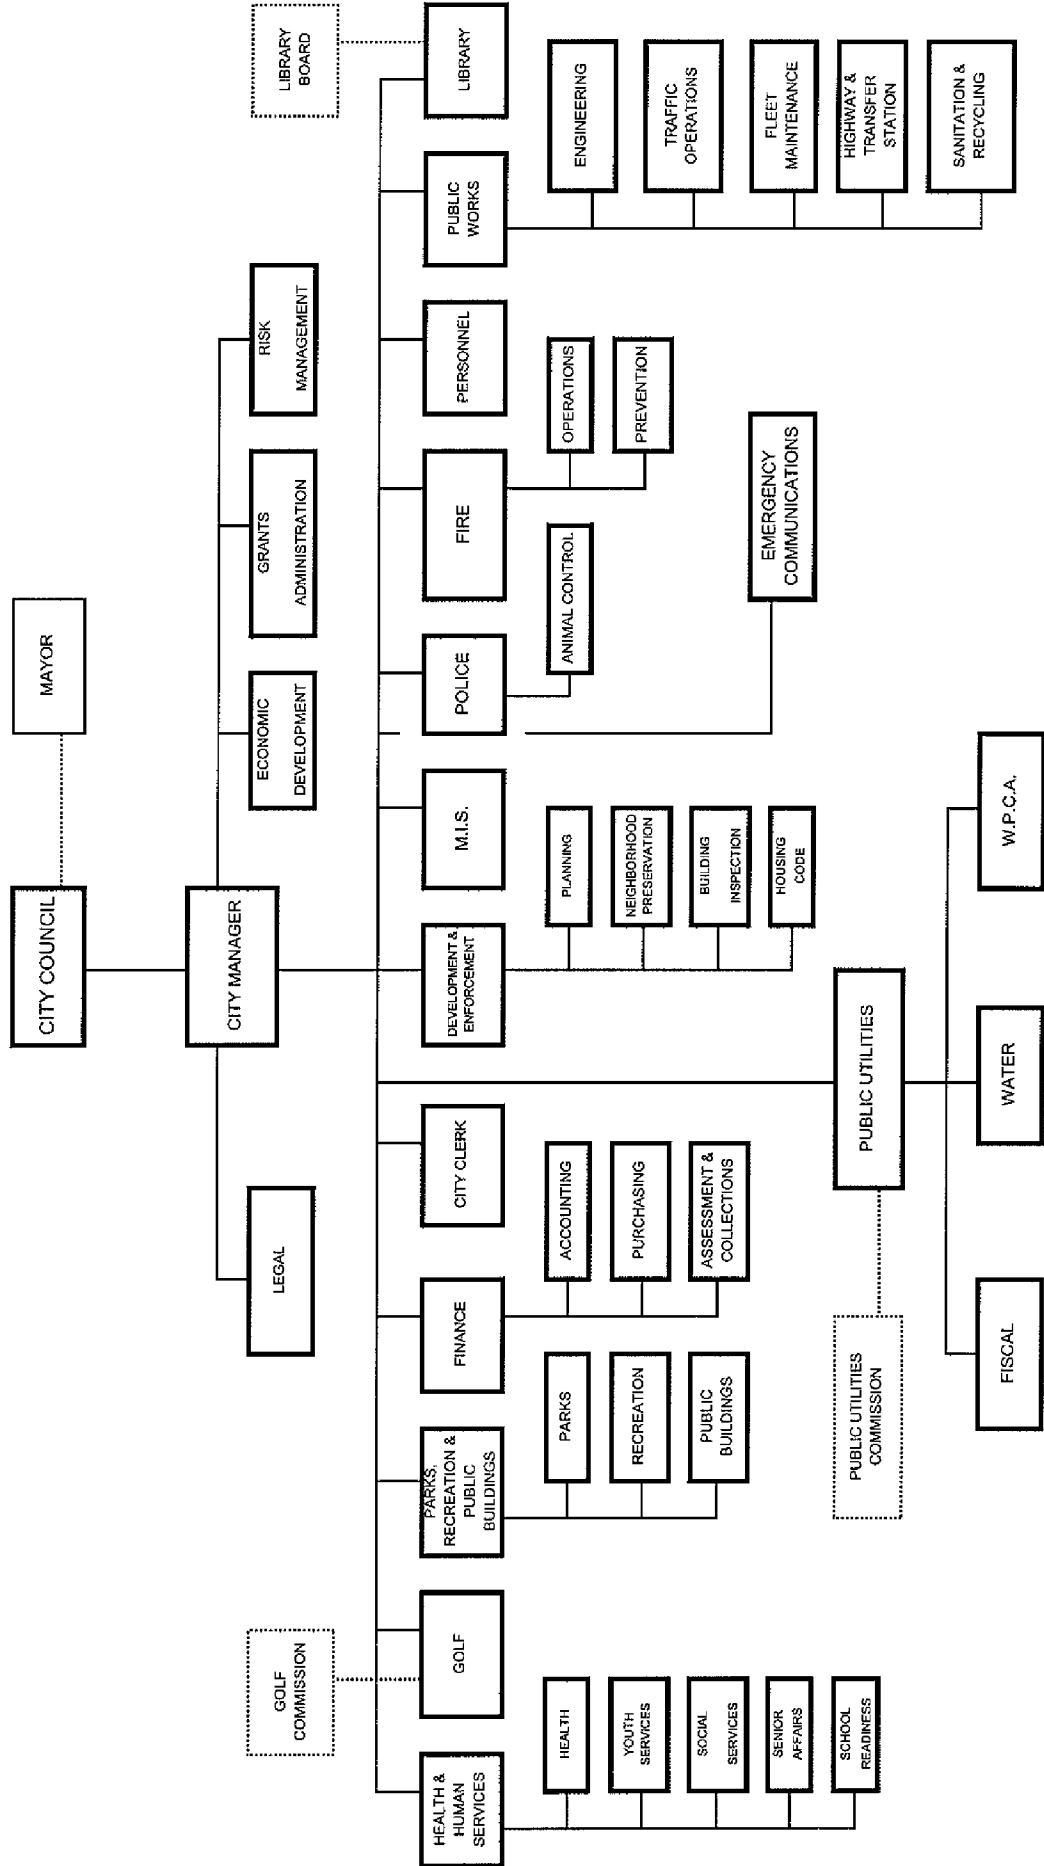 CITY COUNCIL
MAYOR
CITY MANAGER
LEGAL
ECONOMIC
DEVELOPMENT
GRANTS
ADMINISTRATION
RISK
MANAGEMENT
GOLF
COMMISSION
LIBRARY
BOARD
HEALTH &
HUMAN
SERVICES
GOLF
PARKS,
RECREATION &
PUBLIC
BUILDINGS
FINANCE
CITY CLERK
DEVELOPMENT &
ENFORCEMENT
M.I.S.
POLICE
FIRE
PERSONNEL
PUBLIC
WORKS
LIBRARY
HEALTH
YOUTH
SERVICES
SOCIAL
SERVICES
SENIOR
AFFAIRS
SCHOOL
READINESS
PARKS
RECREATION
PUBLIC
BUILDINGS
ACCOUNTING
PURCHASING
ASSESSMENT &
COLLECTIONS
PLANNING
NEIGHBORHOOD
PRESERVATION
BUILDING
INSPECTION
HOUSING
CODE
ANIMAL CONTROL
OPERATIONS
PREVENTION
EMERGENCY
COMMUNICATIONS
ENGINEERING
TRAFFIC
OPERATIONS
FLEET
MAINTENANCE
HIGHWAY &
TRANSFER
STATION
SANITATION &
RECYCLING
PUBLIC UTILITIES
COMMISSION
PUBLIC UTILITIES
FISCAL
WATER
W.P.C.A.